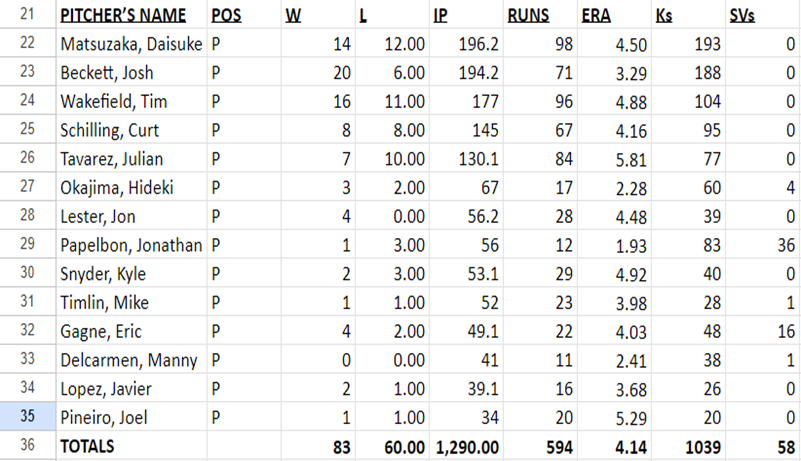 21 PITCHER'S NAME POS W L IP RUNS ERA Ks SVs
22 Matsuzaka, Daisuke P 14 12.00 196.2 98 4.50 193 0
23 Beckett, Josh P 20 6.00 194.2 71 3.29 188 0
24 Wakefield, Tim P 16 11.00 177 96 4.88 104 0
25 Schilling, Curt P 8 8.00 145 67 4.16 95 0
26 Tavarez, Julian P 7 10.00 130.1 84 5.81 77 0
27 Okajima, Hideki P 3 2.00 67 17 2.28 60 4
28 Lester, Jon P 4 0.00 56.2 28 4.48 39 0
29 Papelbon, Jonathan P 1 3.00 56 12 1.93 83 36
30 Snyder, Kyle P 2 3.00 53.1 29 4.92 40 0
31 Timlin, Mike P 1 1.00 52 23 3.98 28 1
32 Gagne, Eric P 4 2.00 49.1 22 4.03 48 16
33 Delcarmen, Manny P 0 0.00 41 11 2.41 38 1
34 Lopez, Javier P 2 1.00 39.1 16 3.68 26 0
35 Pineiro, Joel P 1 1.00 34 20 5.29 20 0
36 TOTALS 83 60.00 1,290.00 594 4.14 1039 58